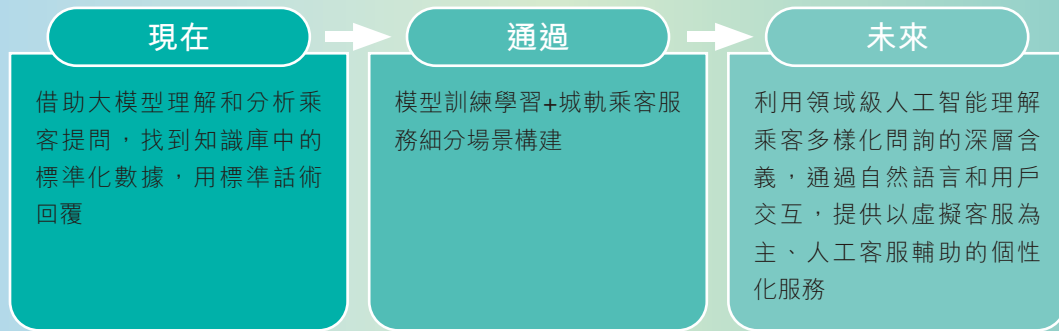 現在
借助大模型理解和分析乘
客提問，找到知識庫中的
標準化數據，用標準話術
回覆
通過
模型訓練學習+城軌乘客服
務細分場景構建
未來
利用領域級人工智能理解
乘客多樣化問詢的深層含
義，通過自然語言和用戶
交互，提供以虛擬客服為
主、人工客服輔助的個性
化服務